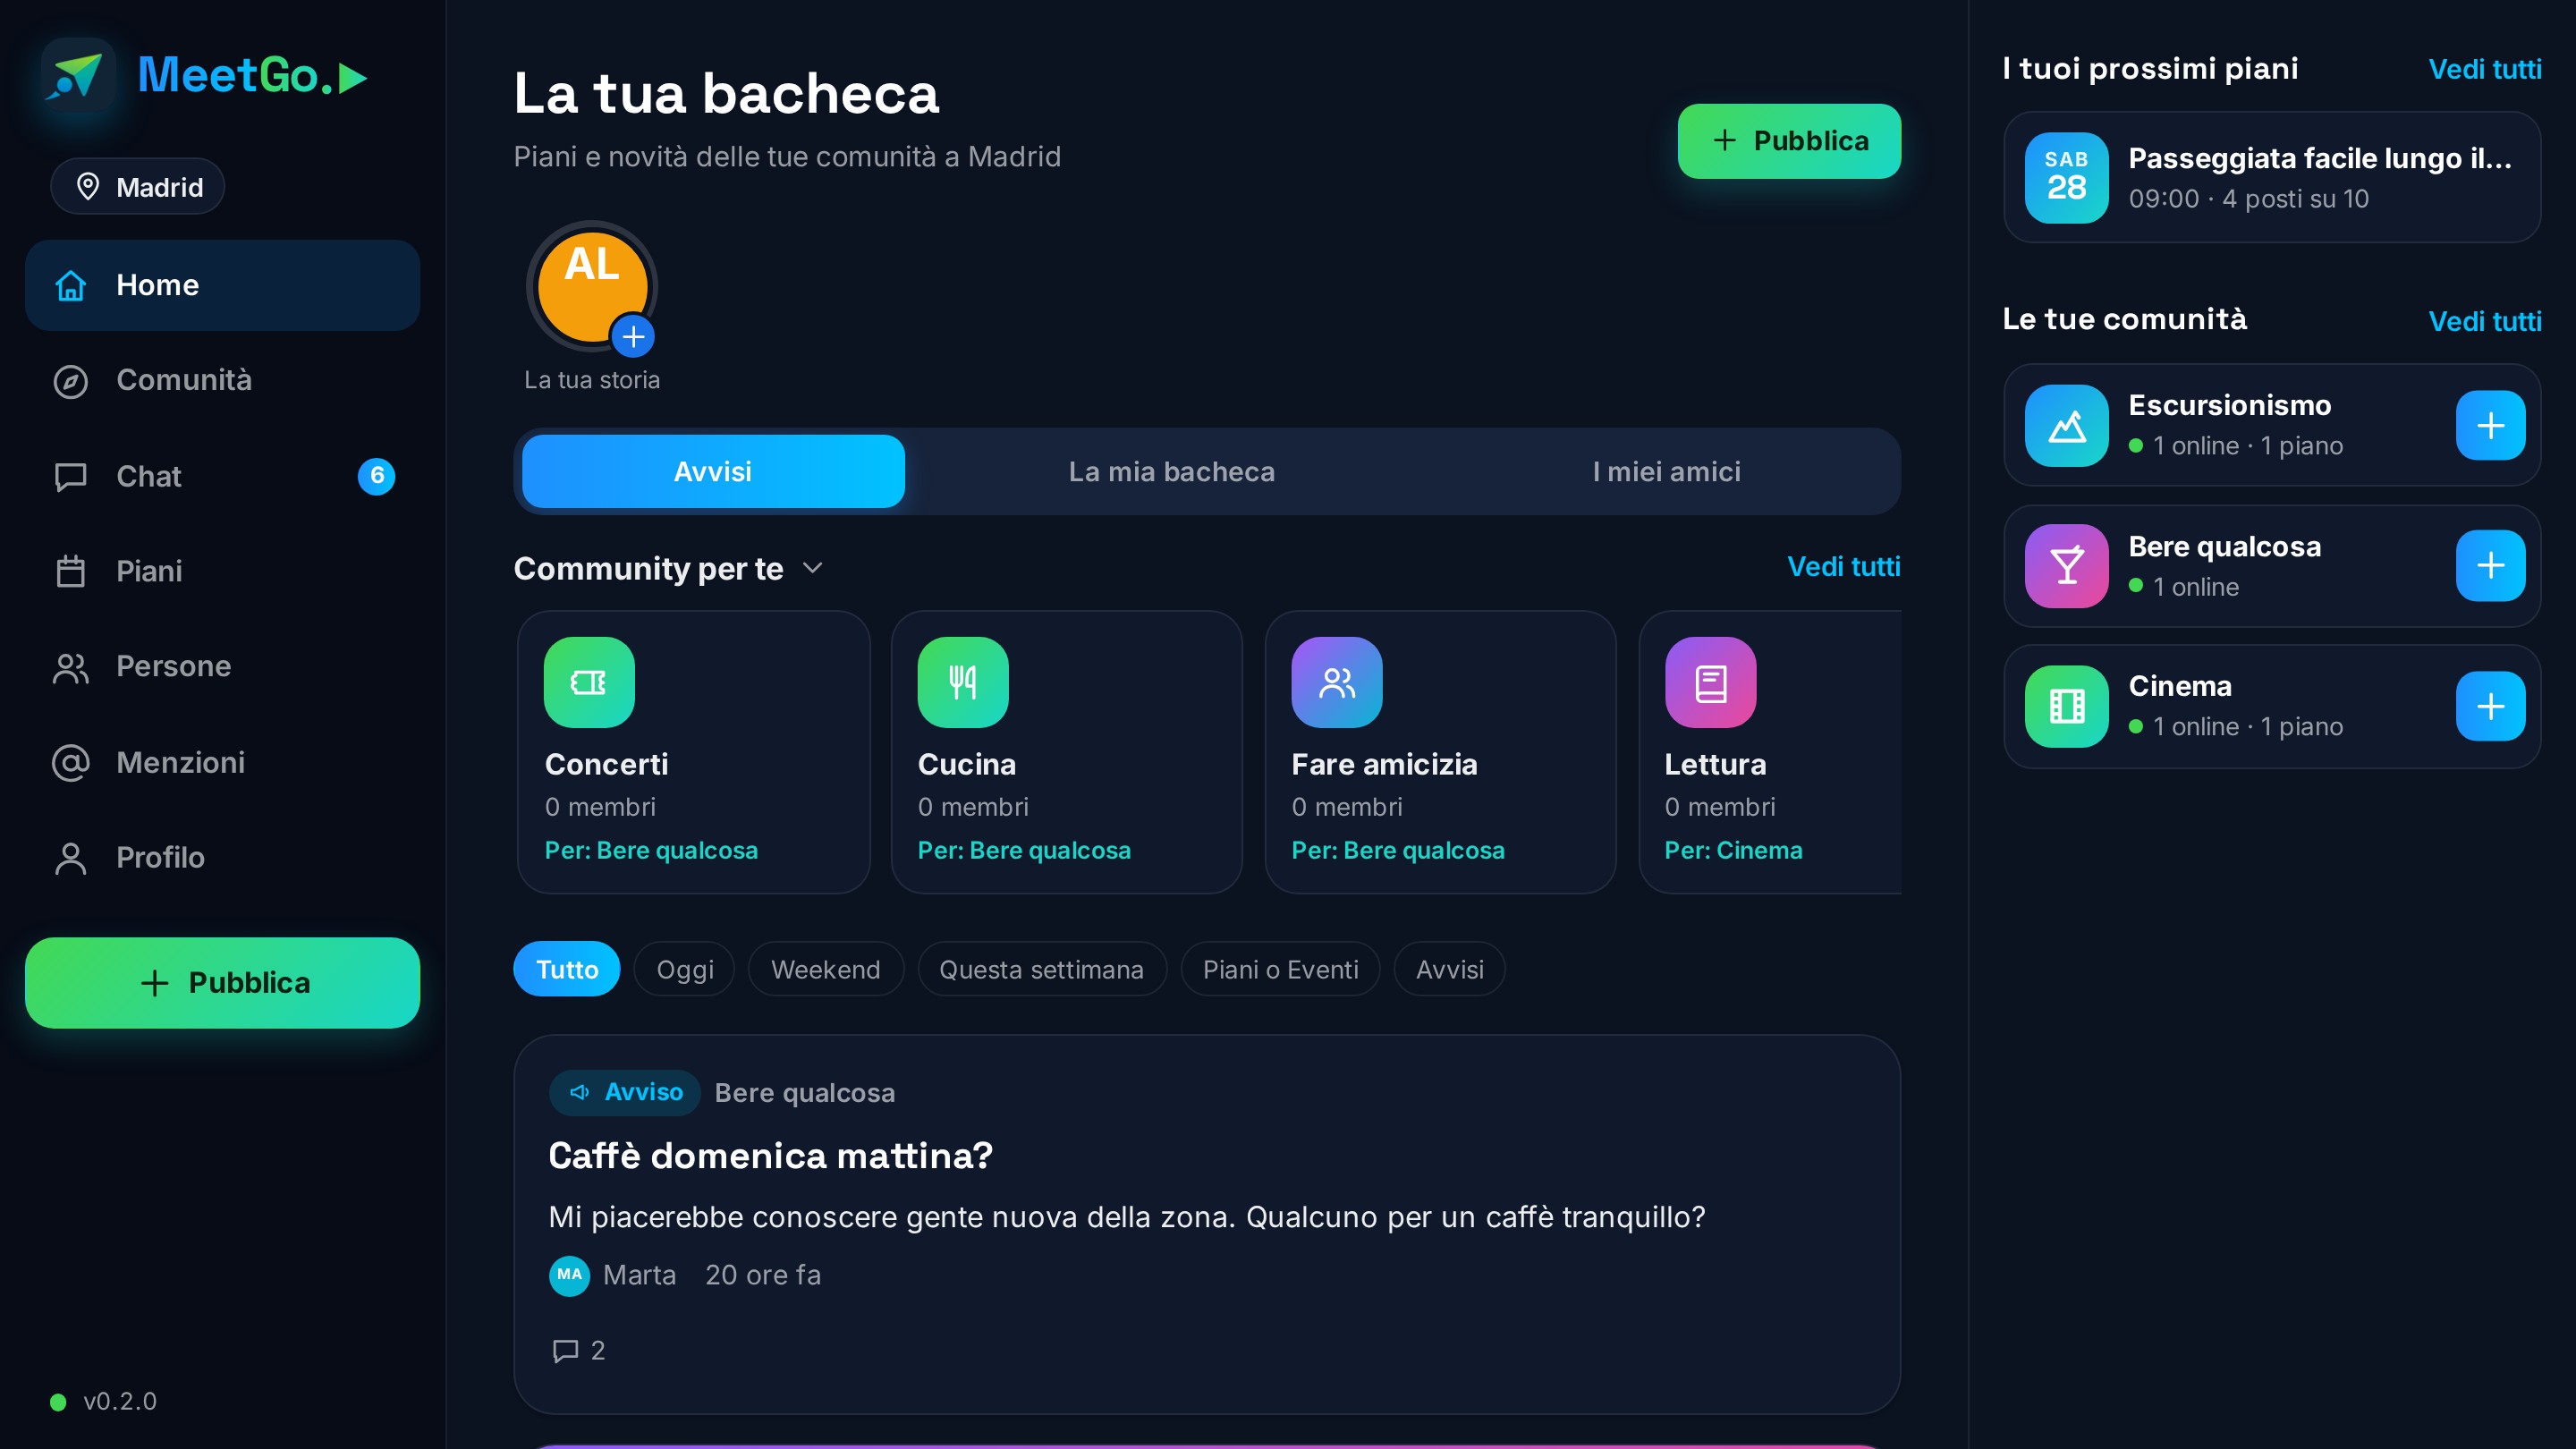 MeetGo.
Madrid
Home
Comunità
Chat 6
Piani
Persone
Menzioni
Profilo
Pubblica
v0.2.0
La tua bacheca
Piani e novità delle tue comunità a Madrid
Pubblica
AL
La tua storia
Avvisi La mia bacheca I miei amici
Community per te Vedi tutti
Concerti
0 membri
Per: Bere qualcosa
Cucina
0 membri
Per: Bere qualcosa
Fare amicizia
0 membri
Per: Bere qualcosa
Lettura
0 membri
Per: Cinema
Tutto Oggi Weekend Questa settimana Piani o Eventi Avvisi
Avviso Bere qualcosa
Caffè domenica mattina?
Mi piacerebbe conoscere gente nuova della zona. Qualcuno per un caffè tranquillo?
MA Marta 20 ore fa
2
I tuoi prossimi piani Vedi tutti
SAB
28
Passeggiata facile lungo il...
09:00 · 4 posti su 10
Le tue comunità Vedi tutti
Escursionismo
1 online · 1 piano
Bere qualcosa
1 online
Cinema
1 online · 1 piano